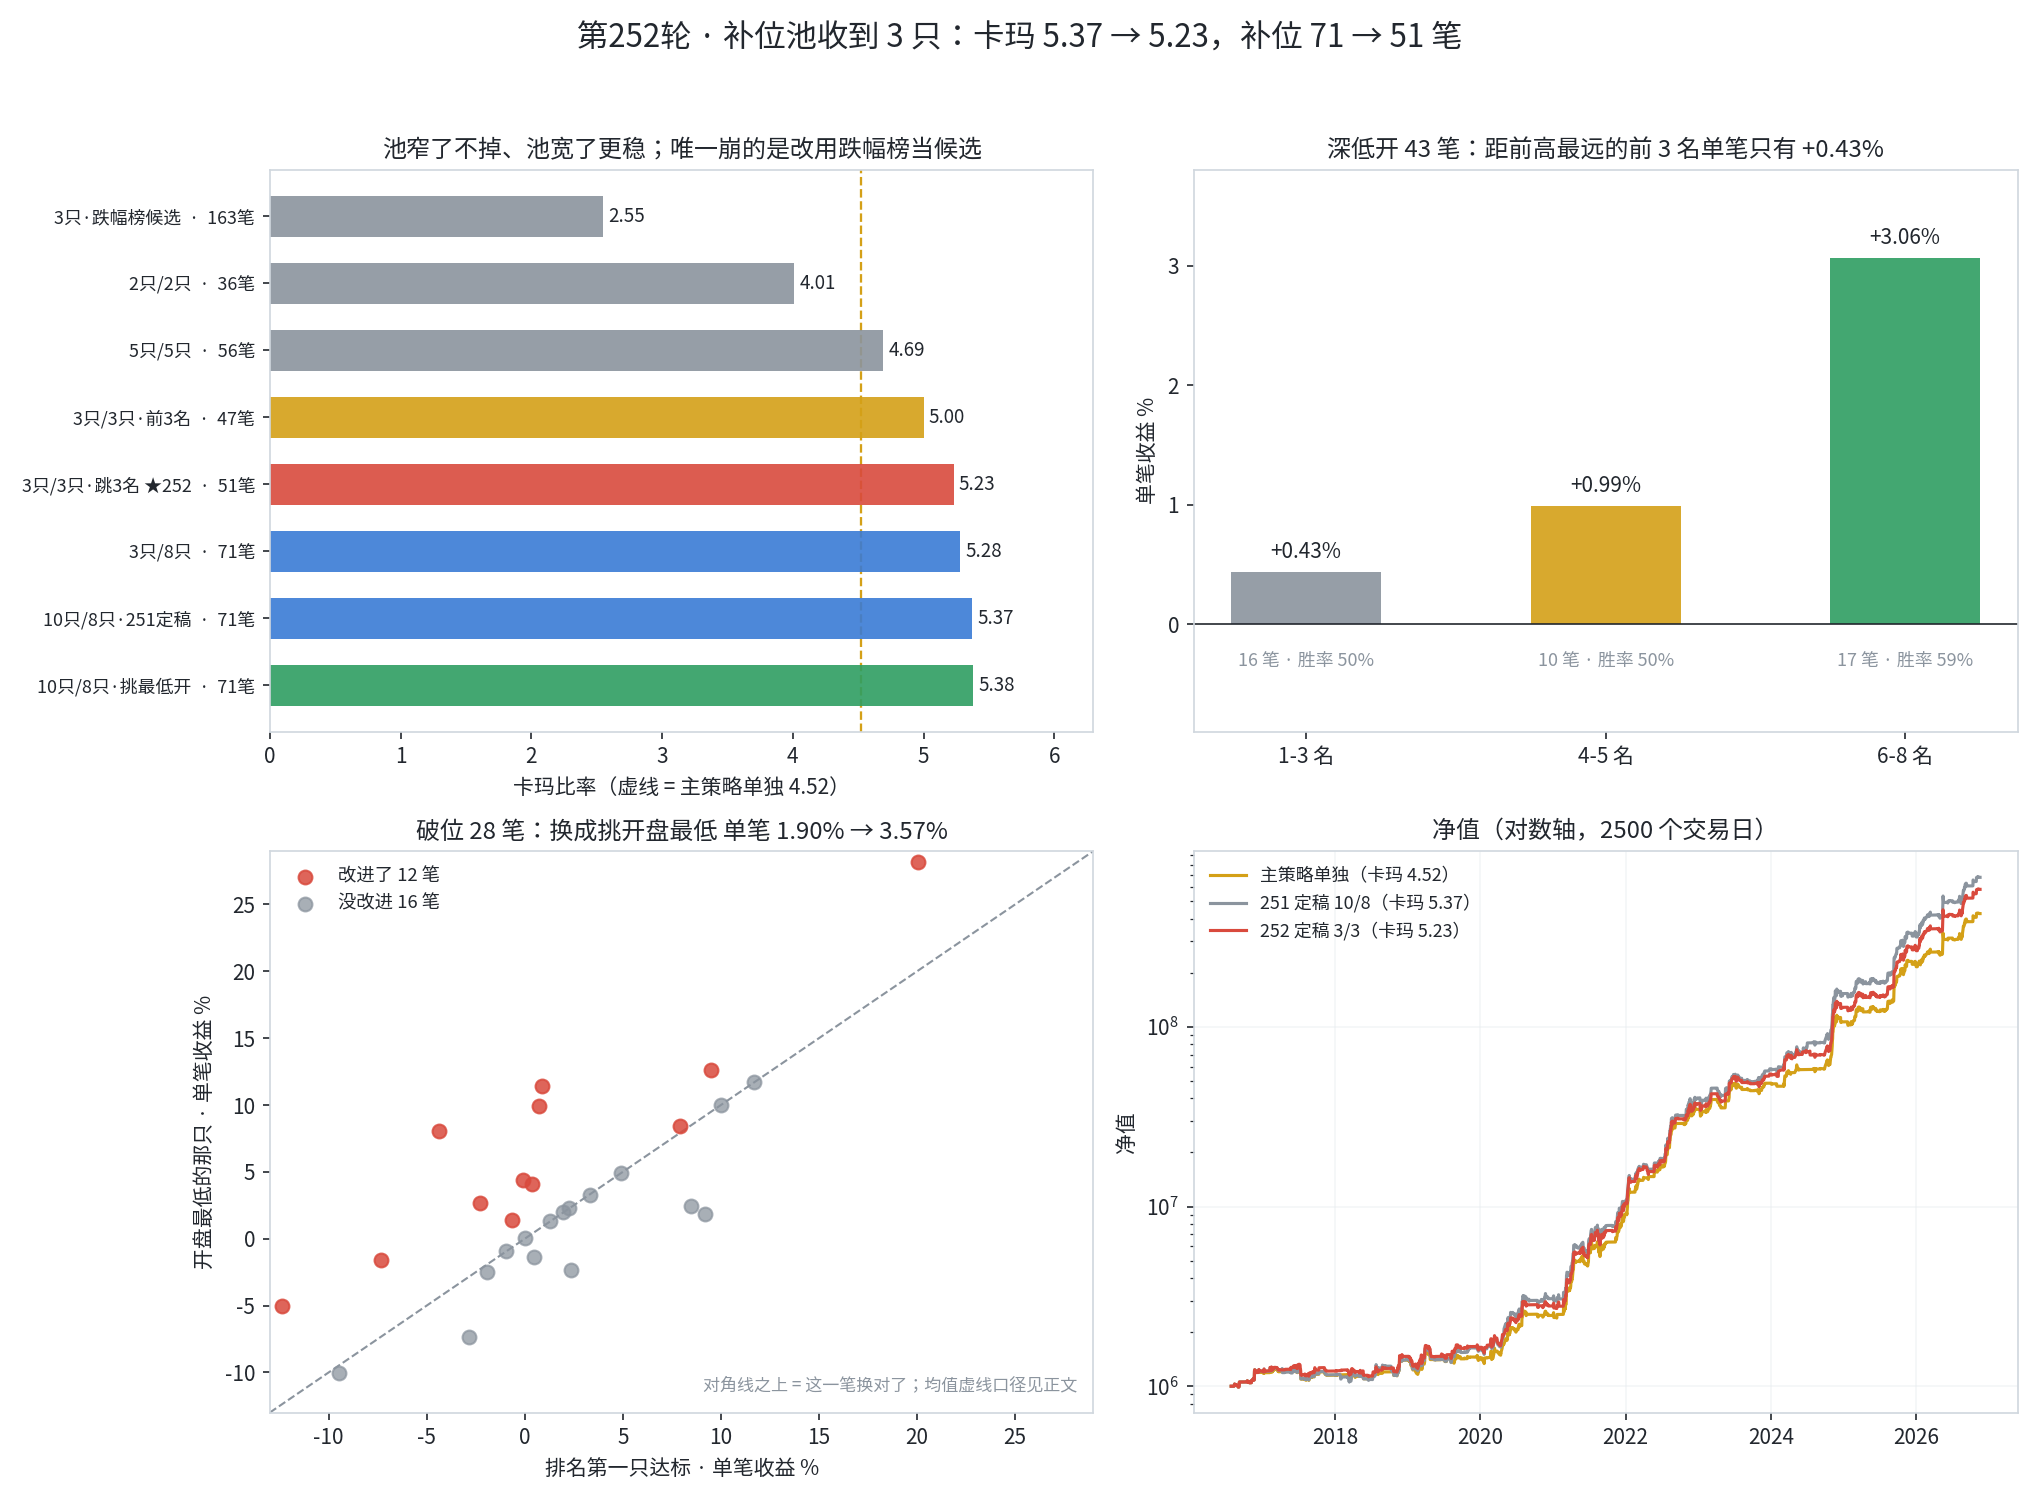 第252轮 · 补位池收到 3 只：卡玛 5.37 → 5.23，补位 71 → 51 笔
池窄了不掉、池宽了更稳；唯一崩的是改用跌幅榜当候选
3只·跌幅榜候选 · 163笔
2.55
2只/2只 · 36笔
4.01
5只/5只 · 56笔
4.69
3只/3只·前3名 · 47笔
5.00
3只/3只·跳3名 ★252 · 51笔
5.23
3只/8只 · 71笔
5.28
10只/8只·251定稿 · 71笔
5.37
10只/8只·挑最低开 · 71笔
5.38
0 1 2 3 4 5 6
卡玛比率（虚线 = 主策略单独 4.52）
深低开 43 笔：距前高最远的前 3 名单笔只有 +0.43%
单笔收益 %
3
2
1
0
+0.43%
+0.99%
+3.06%
16 笔 · 胜率 50%
10 笔 · 胜率 50%
17 笔 · 胜率 59%
1-3 名
4-5 名
6-8 名
破位 28 笔：换成挑开盘最低 单笔 1.90% → 3.57%
改进了 12 笔
没改进 16 笔
开盘最低的那只 · 单笔收益 %
25
20
15
10
5
0
-5
-10
对角线之上 = 这一笔换对了；均值虚线口径见正文
-10 -5 0 5 10 15 20 25
排名第一只达标 · 单笔收益 %
净值（对数轴，2500 个交易日）
主策略单独（卡玛 4.52）
251 定稿 10/8（卡玛 5.37）
252 定稿 3/3（卡玛 5.23）
净值
10⁸
10⁷
10⁶
2018 2020 2022 2024 2026